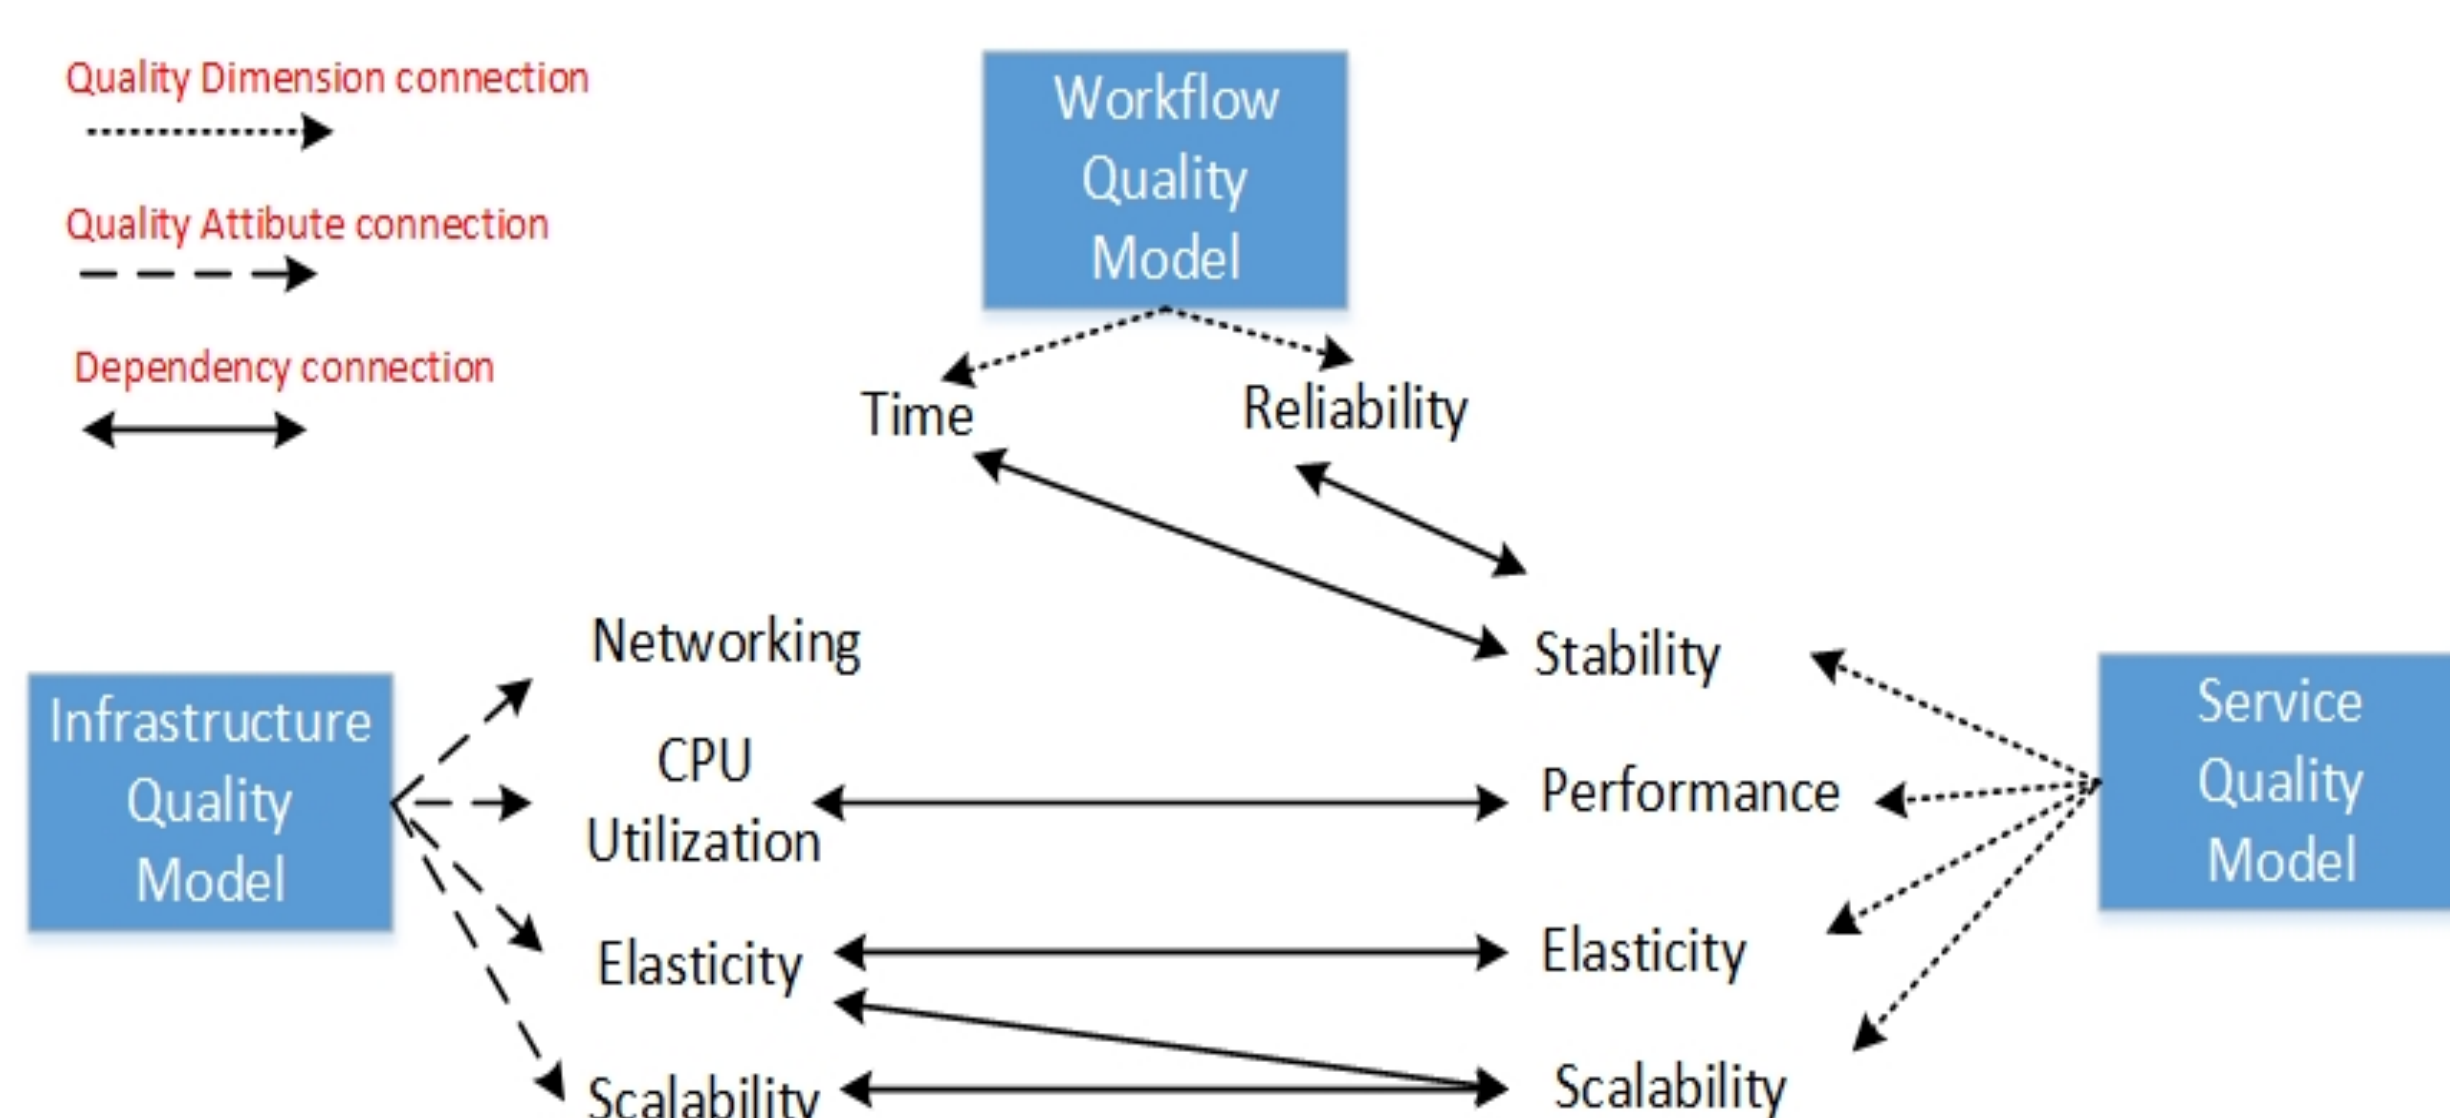 Quality Dimension connection
Quality Attibute connection
Dependency connection
Workflow
Quality
Model
Time
Reliability
Networking
CPU
Utilization
Elasticity
Scalability
Infrastructure
Quality
Model
Stability
Performance
Elasticity
Scalability
Service
Quality
Model